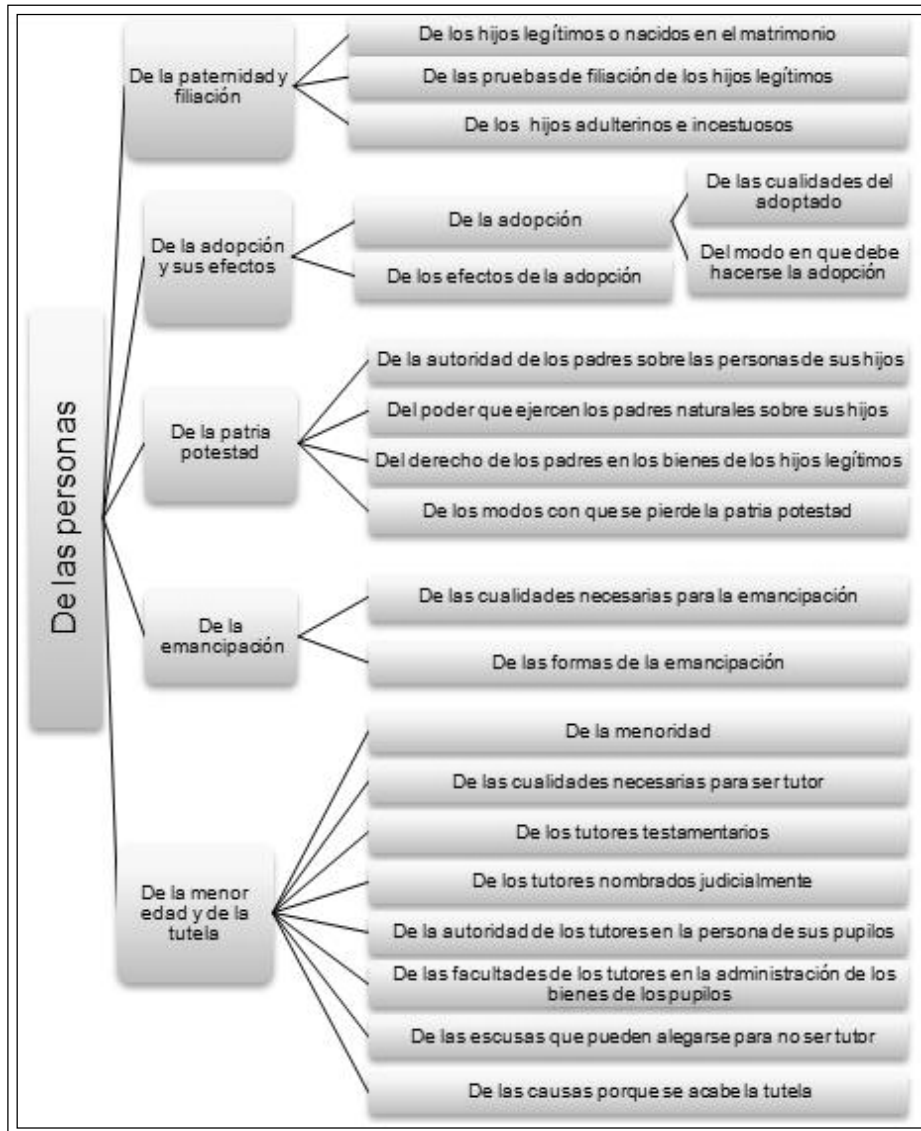 De las personas
De la paternidad y
filiación
De los hijos legítimos o nacidos en el matrimonio
De las pruebas de filiación de los hijos legítimos
De los hijos adulterinos e incestuosos
De la adopción
y sus efectos
De la adopción
De las cualidades del
adoptado
Del modo en que debe
hacerse la adopción
De los efectos de la adopción
De la patria
potestad
De la autoridad de los padres sobre las personas de sus hijos
Del poder que ejercen los padres naturales sobre sus hijos
Del derecho de los padres en los bienes de los hijos legítimos
De los modos con que se pierde la patria potestad
De la
emancipación
De las cualidades necesarias para la emancipación
De las formas de la emancipación
De la menor
edad y de la
tutela
De la menoridad
De las cualidades necesarias para ser tutor
De los tutores testamentarios
De los tutores nombrados judicialmente
De la autoridad de los tutores en la persona de sus pupilos
De las facultades de los tutores en la administración de los
bienes de los pupilos
De las escusas que pueden alegarse para no ser tutor
De las causas porque se acabe la tutela